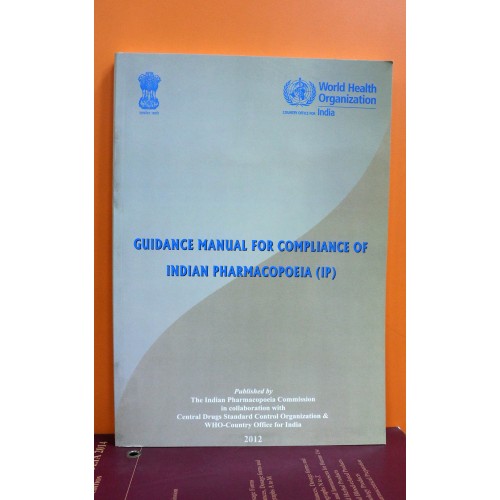 World Health
Organization
India
GUIDANCE MANUAL FOR COMPLIANCE OF
INDIAN PHARMACOPOEIA (IP)
Published by
The Indian Pharmacopoeia Commission
in collaboration with
Central Drugs Standard Control Organization &
WHO-Country Office for India
2012